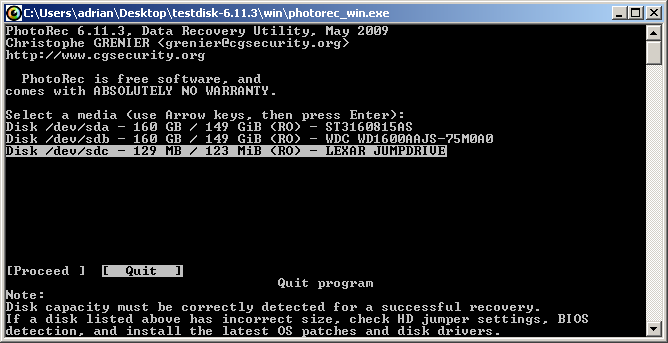 C:\Users\adrian\Desktop\testdisk-6.11.3\win\photorec_win.exe
PhotoRec 6.11.3, Data Recovery Utility, May 2009
Christophe GRENIER <grenier@cgsecurity.org>
http://www.cgsecurity.org
PhotoRec is free software, and
comes with ABSOLUTELY NO WARRANTY.
Select a media (use Arrow keys, then press Enter):
Disk /dev/sda - 160 GB / 149 GiB (RO) - ST3160815AS
Disk /dev/sdb - 160 GB / 149 GiB (RO) - WDC WD1600AAJS-75M0A0
Disk /dev/sdc - 129 MB / 123 MiB (RO) - LEXAR JUMPDRIVE
[Proceed ]  [  Quit  ]
Quit program
Note:
Disk capacity must be correctly detected for a successful recovery.
If a disk listed above has incorrect size, check HD jumper settings, BIOS
detection, and install the latest OS patches and disk drivers.